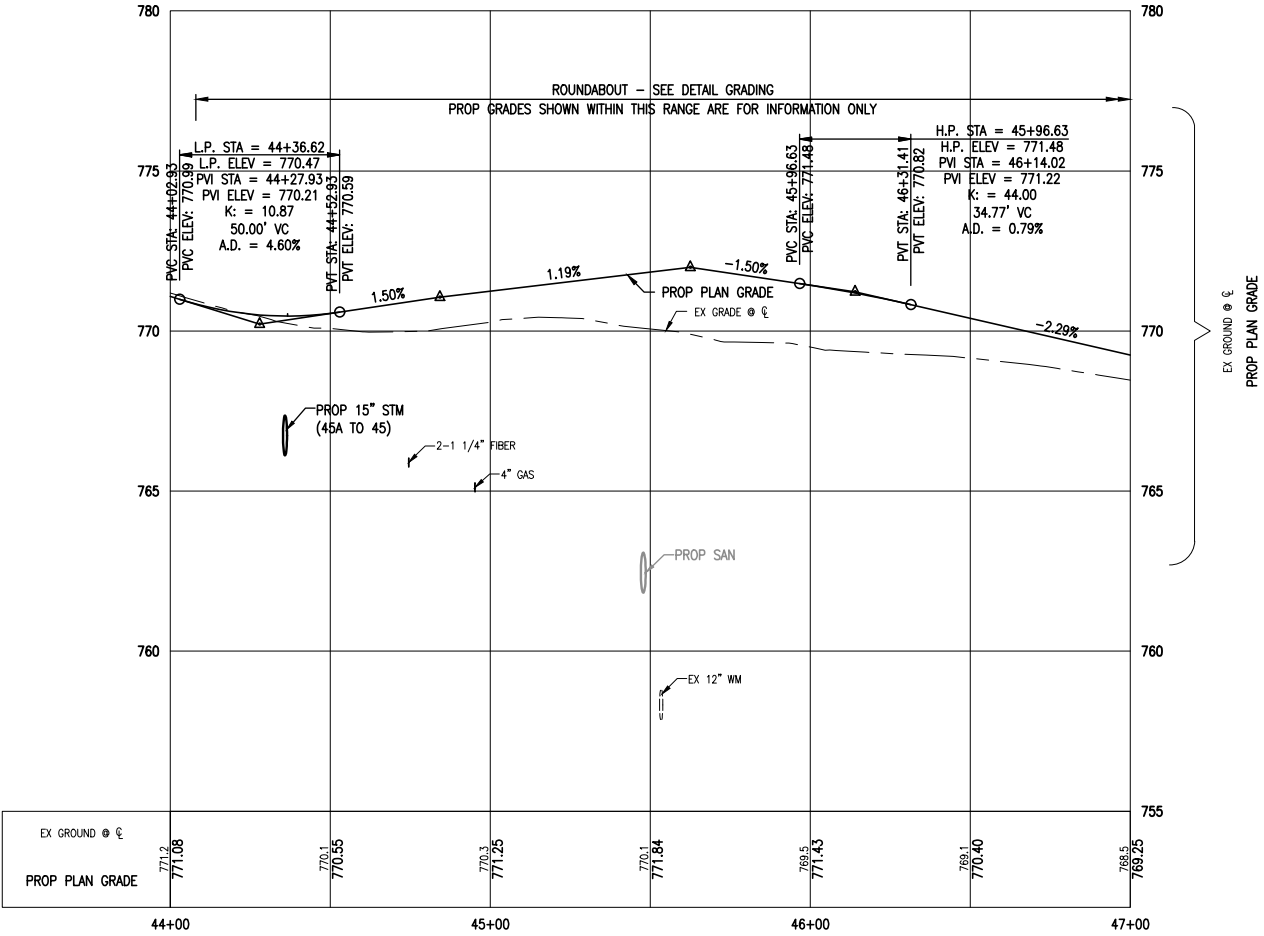 780
780
ROUNDABOUT – SEE DETAIL GRADING
PROP GRADES SHOWN WITHIN THIS RANGE ARE FOR INFORMATION ONLY
L.P. STA = 44+36.62
L.P. ELEV = 770.47
PVI STA = 44+27.93
PVI ELEV = 770.21
K: = 10.87
50.00' VC
A.D. = 4.60%
PVC STA: 44+02.93
PVC ELEV: 770.99
PVT STA: 44+52.93
PVT ELEV: 770.59
PVC STA: 45+96.63
PVC ELEV: 771.48
PVT STA: 46+31.41
PVT ELEV: 770.82
H.P. STA = 45+96.63
H.P. ELEV = 771.48
PVI STA = 46+14.02
PVI ELEV = 771.22
K: = 44.00
34.77' VC
A.D. = 0.79%
775
775
1.50%
1.19%
-1.50%
-2.29%
PROP PLAN GRADE
EX GRADE @ ℄
770
770
EX GROUND @ ℄
PROP PLAN GRADE
PROP 15" STM
(45A TO 45)
2-1 1/4" FIBER
4" GAS
765
765
PROP SAN
760
760
EX 12" WM
755
EX GROUND @ ℄
771.2
770.1
770.3
770.1
769.5
769.1
768.5
PROP PLAN GRADE
771.08
770.55
771.25
771.84
771.43
770.40
769.25
44+00
45+00
46+00
47+00